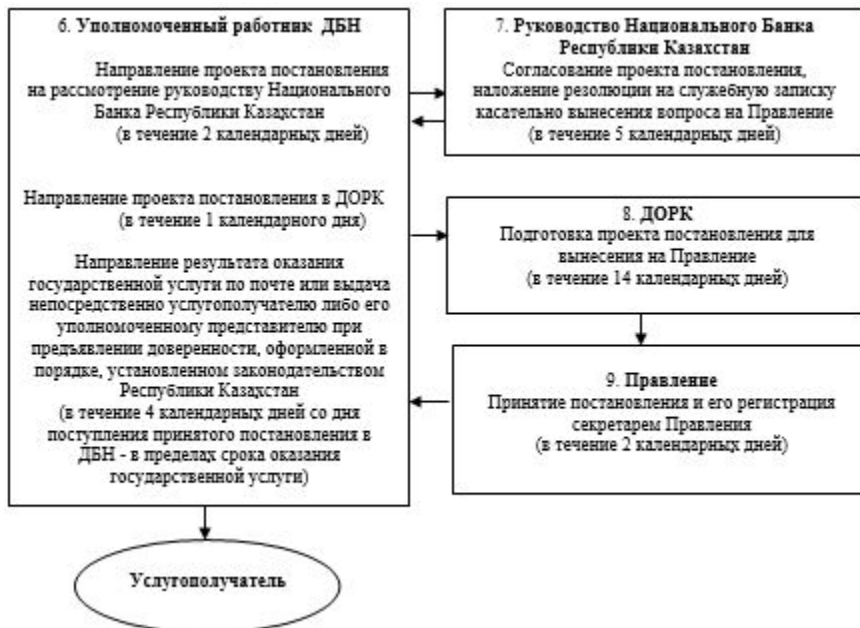 6. Уполномоченный работник ДБН
Направление проекта постановления
на рассмотрение руководству Национального
Банка Республики Казахстан
(в течение 2 календарных дней)
Направление проекта постановления в ДОРК
(в течение 1 календарного дня)
Направление результата оказания
государственной услуги по почте или выдача
непосредственно услугополучателю либо его
уполномоченному представителю при
предъявлении доверенности, оформленной в
порядке, установленном законодательством
Республики Казахстан
(в течение 4 календарных дней со дня
поступления принятого постановления в
ДБН - в пределах срока оказания
государственной услуги)
7. Руководство Национального Банка
Республики Казахстан
Согласование проекта постановления,
наложение резолюции на служебную записку
касательно вынесения вопроса на Правление
(в течение 5 календарных дней)
8. ДОРК
Подготовка проекта постановления для
вынесения на Правление
(в течение 14 календарных дней)
9. Правление
Принятие постановления и его регистрация
секретарем Правления
(в течение 2 календарных дней)
Услугополучатель